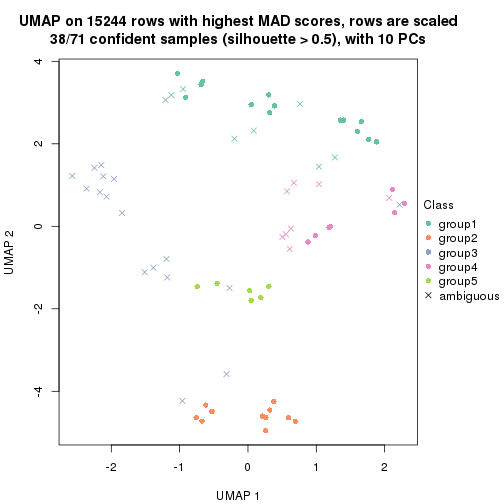 UMAP on 15244 rows with highest MAD scores, rows are scaled
38/71 confident samples (silhouette > 0.5), with 10 PCs
4
2
0
-2
-4
UMAP 2
-2
-1
0
1
2
UMAP 1
Class
group1
group2
group3
group4
group5
ambiguous